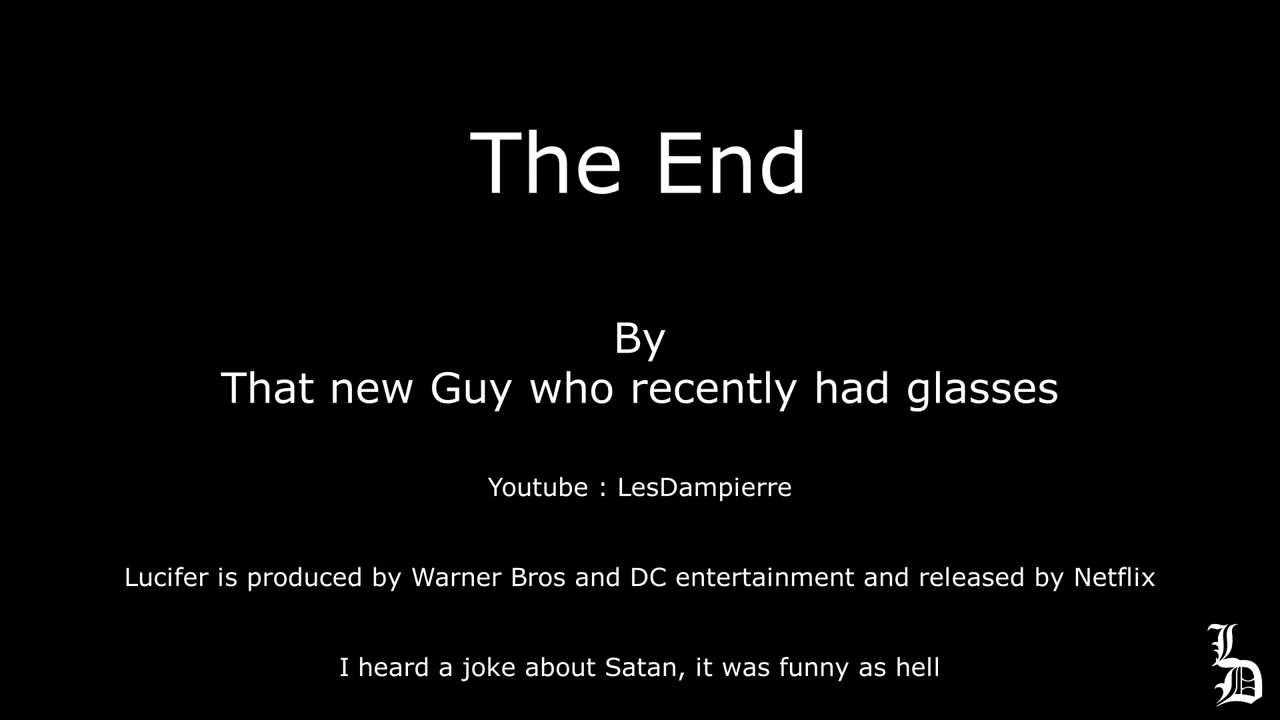 The End
By
That new Guy who recently had glasses
Youtube : LesDampierre
Lucifer is produced by Warner Bros and DC entertainment and released by Netflix
I heard a joke about Satan, it was funny as hell
LD